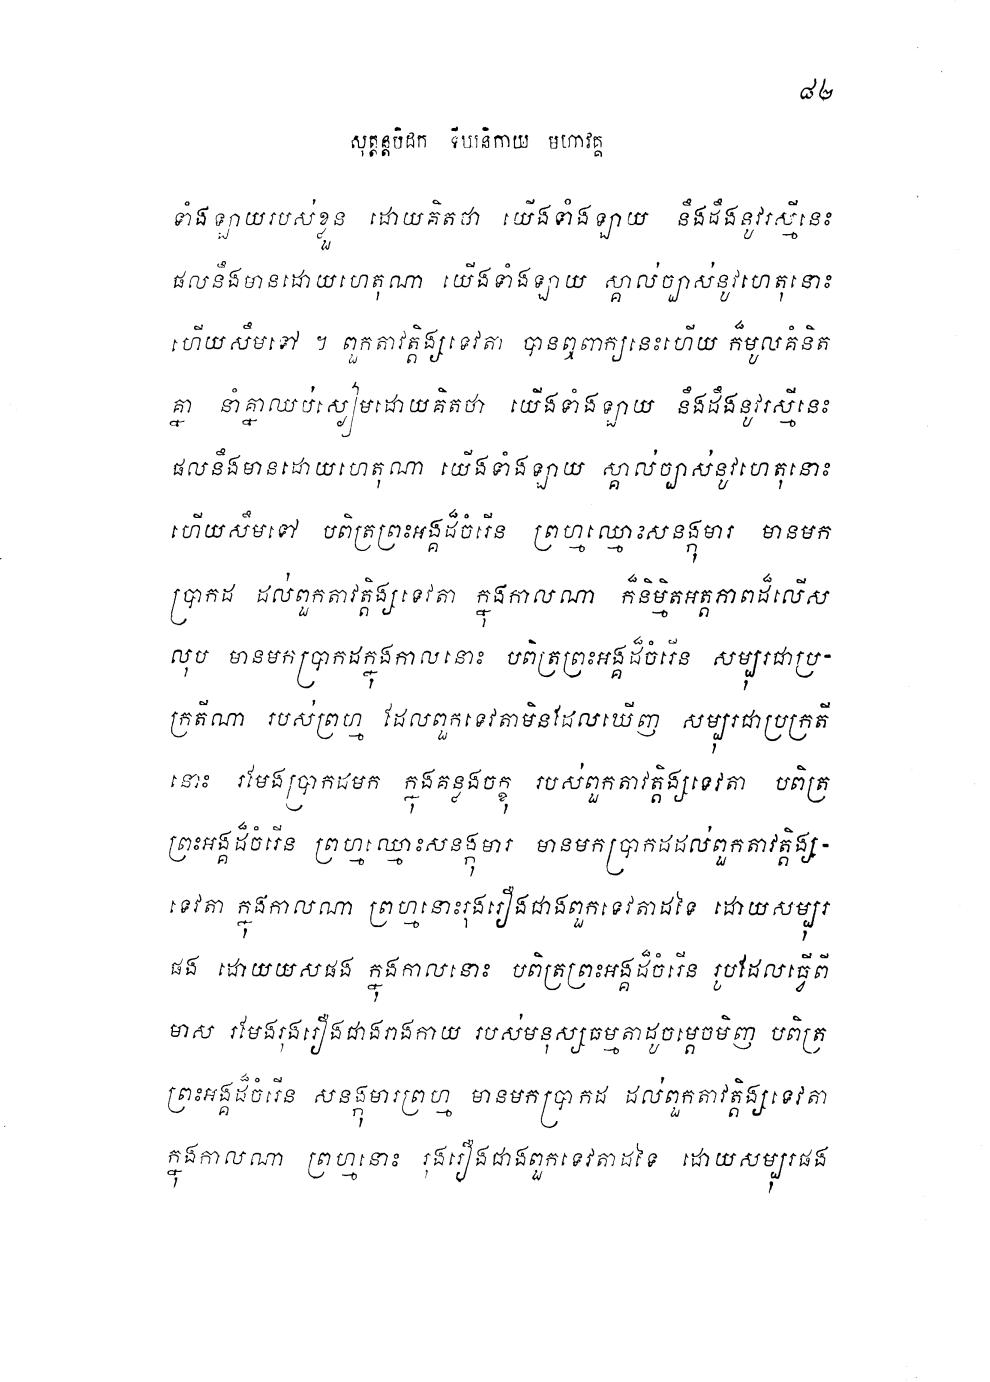 ៨៤
សុត្តន្តបិដក ទីឃនិកាយ មហាវគ្គ
ទាំងឡាយរបស់ខ្លួន ដោយគិតថា យើងទាំងឡាយ នឹងដឹងនូវរស្មីនេះ
ផលនឹងមានដោយហេតុណា យើងទាំងឡាយ ស្គាល់ច្បាស់នូវហេតុនោះ
ហើយសឹមទៅ ។ ពួកតាវត្តិង្សទេវតា បានឮពាក្យនេះហើយ ក៏មូលគំនិត
គ្នា នាំគ្នាឈប់ស្ងៀមដោយគិតថា យើងទាំងឡាយ នឹងដឹងនូវរស្មីនេះ
ផលនឹងមានដោយហេតុណា យើងទាំងឡាយ ស្គាល់ច្បាស់នូវហេតុនោះ
ហើយសឹមទៅ បពិត្រព្រះអង្គដ៏ចំរើន ព្រហ្មឈ្មោះសនង្កុមារ មានមក
ប្រាកដ ដល់ពួកតាវត្តិង្សទេវតា ក្នុងកាលណា ក៏និម្មិតអត្តភាពដ៏លើស
លុប មានមកប្រាកដក្នុងកាលនោះ បពិត្រព្រះអង្គដ៏ចំរើន សម្បុរជាប្រ-
ក្រតីណា របស់ព្រហ្ម ដែលពួកទេវតាមិនដែលឃើញ សម្បុរជាប្រក្រតី
នោះ រមែងប្រាកដមក ក្នុងគន្លងចក្ខុ របស់ពួកតាវត្តិង្សទេវតា បពិត្រ
ព្រះអង្គដ៏ចំរើន ព្រហ្មឈ្មោះសនង្កុមារ មានមកប្រាកដដល់ពួកតាវត្តិង្ស-
ទេវតា ក្នុងកាលណា ព្រហ្មនោះរុងរឿងជាងពួកទេវតាដទៃ ដោយសម្បុរ
ផង ដោយយសផង ក្នុងកាលនោះ បពិត្រព្រះអង្គដ៏ចំរើន រូបដែលធ្វើពី
មាស រមែងរុងរឿងជាងរាងកាយ របស់មនុស្សធម្មតាដូចម្តេចមិញ បពិត្រ
ព្រះអង្គដ៏ចំរើន សនង្កុមារព្រហ្ម មានមកប្រាកដ ដល់ពួកតាវត្តិង្សទេវតា
ក្នុងកាលណា ព្រហ្មនោះ រុងរឿងជាងពួកទេវតាដទៃ ដោយសម្បុរផង